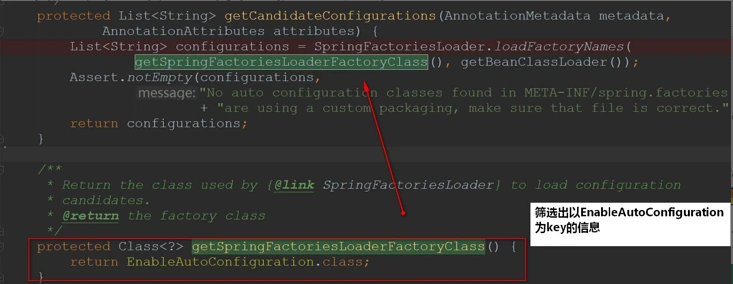 protected List<String> getCandidateConfigurations(AnnotationMetadata metadata,
AnnotationAttributes attributes) {
List<String> configurations = SpringFactoriesLoader.loadFactoryNames(
getSpringFactoriesLoaderFactoryClass(), getBeanClassLoader());
Assert.notEmpty(configurations,
message: "No auto configuration classes found in META-INF/spring.factories
+ "are using a custom packaging, make sure that file is correct."
return configurations;
}
/**
* Return the class used by {@link SpringFactoriesLoader} to load configuration
* candidates.
* @return the factory class
*/
筛选出以EnableAutoConfiguration
为key的信息
protected Class<?> getSpringFactoriesLoaderFactoryClass() {
return EnableAutoConfiguration.class;
}